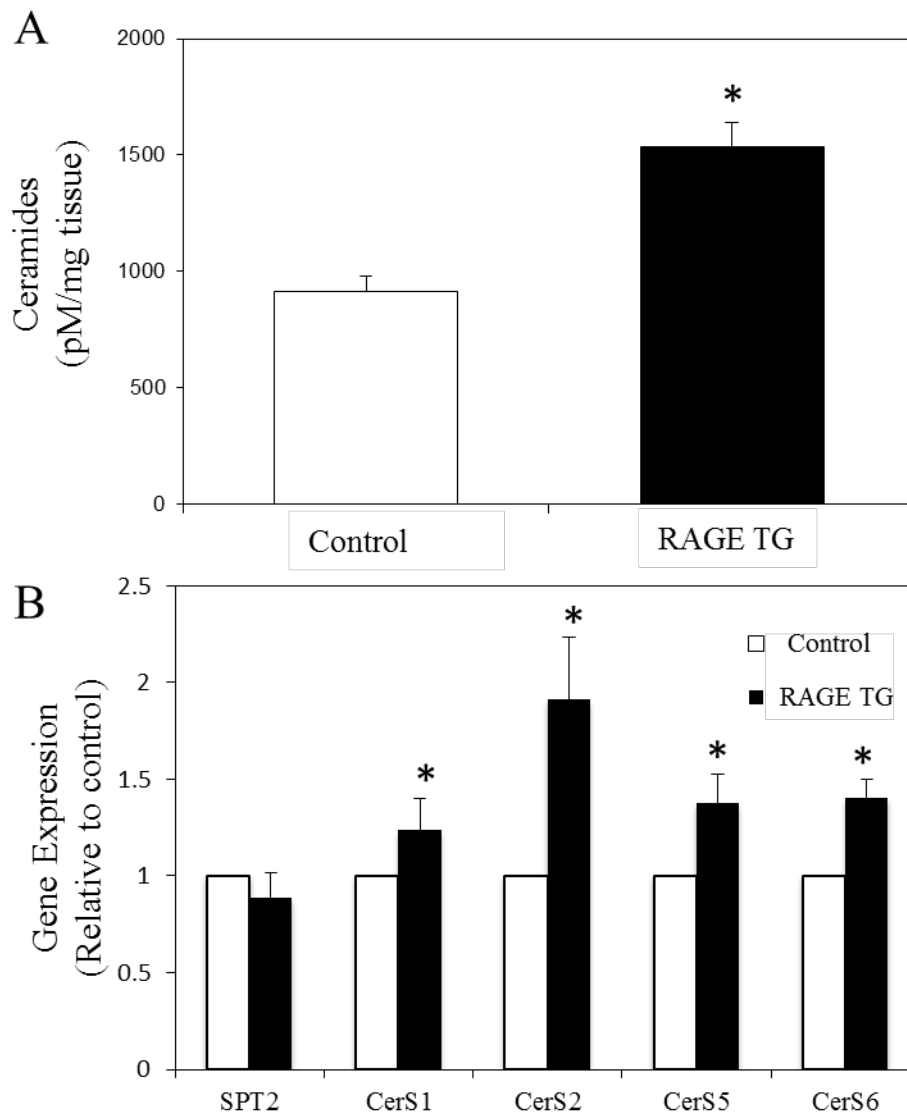 A
2000
1500
1000
500
0
Ceramides
(pM/mg tissue)
*
Control
RAGE TG
B
2.5
2
1.5
1
0.5
0
Gene Expression
(Relative to control)
*
*
*
*
Control
RAGE TG
SPT2
CerS1
CerS2
CerS5
CerS6